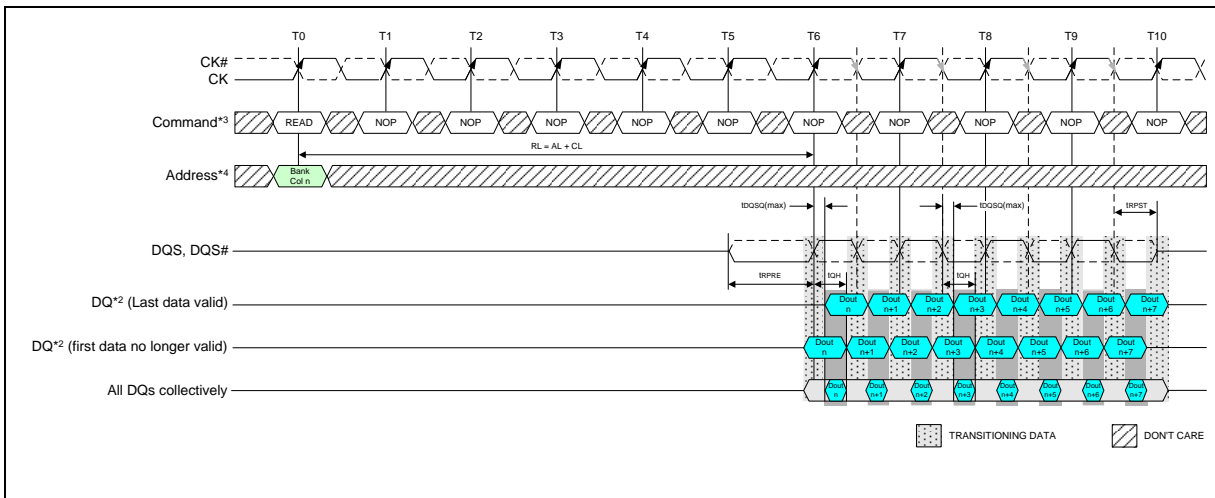 T0 T1 T2 T3 T4 T5 T6 T7 T8 T9 T10
CK#
CK
Command*3 READ NOP NOP NOP NOP NOP NOP NOP NOP NOP NOP
RL = AL + CL
Address*4 Bank
Col n
tDQSQ(max) tDQSQ(max) tRPST
DQS, DQS#
tRPRE tQH tQH
DQ*2 (Last data valid) Dout n Dout n+1 Dout n+2 Dout n+3 Dout n+4 Dout n+5 Dout n+6 Dout n+7
DQ*2 (first data no longer valid) Dout n Dout n+1 Dout n+2 Dout n+3 Dout n+4 Dout n+5 Dout n+6 Dout n+7
All DQs collectively Dout n Dout n+1 Dout n+2 Dout n+3 Dout n+4 Dout n+5 Dout n+6 Dout n+7
TRANSITIONING DATA DON'T CARE